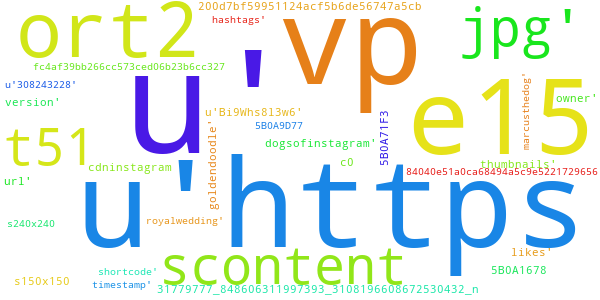 200d7bf59951124acf5b6de56747a5cb
ort2
hashtags'
vp
jpg'
fc4af39bb266cc573ced06b23b6cc327
u'308243228'
u'
e15
version'
owner'
u'Bi9Whs8l3w6'
5B0A9D77
5B0A71F3
marcusthedog'
goldendoodle'
t51
dogsofinstagram'
cdninstagram
c0
thumbnails'
84040e51a0ca68494a5c9e5221729656
url'
u'https
s240x240
royalwedding'
scontent
likes'
shortcode'
5B0A1678
s150x150
timestamp'
31779777_848606311997393_3108196608672530432_n